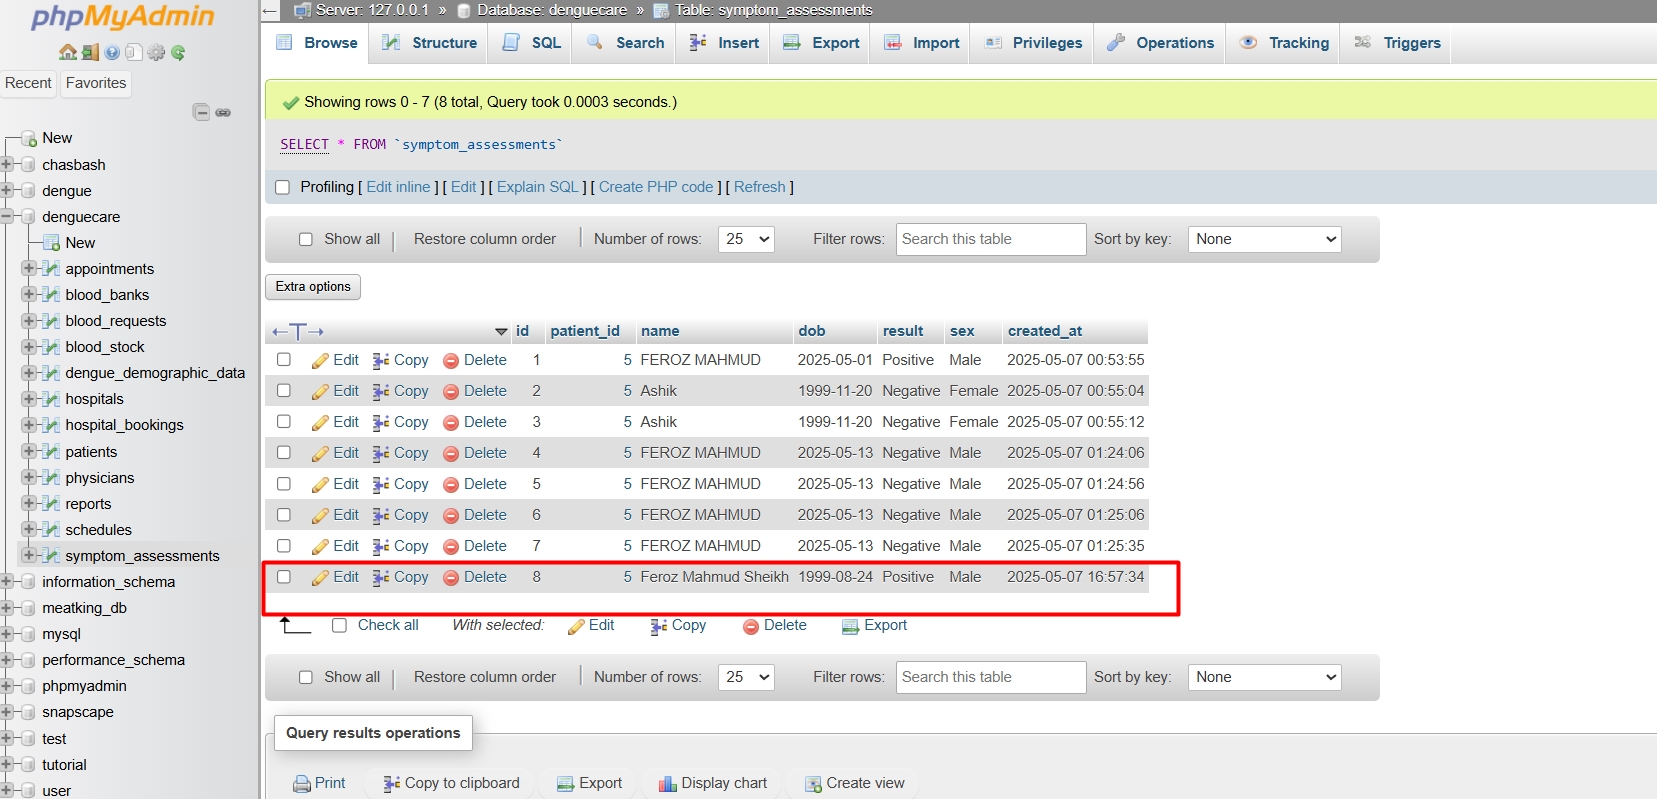 phpMyAdmin
Recent Favorites
New
chasbash
dengue
denguecare
New
appointments
blood_banks
blood_requests
blood_stock
dengue_demographic_data
hospitals
hospital_bookings
patients
physicians
reports
schedules
symptom_assessments
information_schema
meatking_db
mysql
performance_schema
phpmyadmin
snapscape
test
tutorial
user
Server: 127.0.0.1 » Database: denguecare » Table: symptom_assessments
Browse Structure SQL Search Insert Export Import Privileges Operations Tracking Triggers
Showing rows 0 - 7 (8 total, Query took 0.0003 seconds.)
SELECT * FROM `symptom_assessments`
Profiling [ Edit inline ] [ Edit ] [ Explain SQL ] [ Create PHP code ] [ Refresh ]
Show all Restore column order Number of rows: 25 Filter rows: Search this table Sort by key: None
Extra options
←T→ id patient_id name dob result sex created_at
Edit Copy Delete 1 5 FEROZ MAHMUD 2025-05-01 Positive Male 2025-05-07 00:53:55
Edit Copy Delete 2 5 Ashik 1999-11-20 Negative Female 2025-05-07 00:55:04
Edit Copy Delete 3 5 Ashik 1999-11-20 Negative Female 2025-05-07 00:55:12
Edit Copy Delete 4 5 FEROZ MAHMUD 2025-05-13 Negative Male 2025-05-07 01:24:06
Edit Copy Delete 5 5 FEROZ MAHMUD 2025-05-13 Negative Male 2025-05-07 01:24:56
Edit Copy Delete 6 5 FEROZ MAHMUD 2025-05-13 Negative Male 2025-05-07 01:25:06
Edit Copy Delete 7 5 FEROZ MAHMUD 2025-05-13 Negative Male 2025-05-07 01:25:35
Edit Copy Delete 8 5 Feroz Mahmud Sheikh 1999-08-24 Positive Male 2025-05-07 16:57:34
Check all With selected: Edit Copy Delete Export
Show all Restore column order Number of rows: 25 Filter rows: Search this table Sort by key: None
Query results operations
Print Copy to clipboard Export Display chart Create view